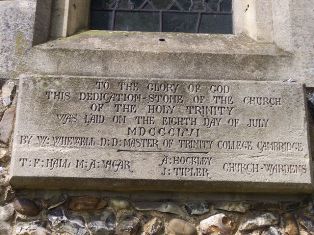 TO THE GLORY OF GOD
THIS DEDICATION-STONE OF THE CHURCH
OF THE HOLY TRINITY
WAS LAID ON THE EIGHTH DAY OF JULY
MDCCCLVI
BY W: WHEWELL D:D: MASTER OF TRINITY COLLEGE CAMBRIDGE
T: F: HALL M: A: VICAR A: HOCKLEY CHURCH-WARDENS
J: TIPLER